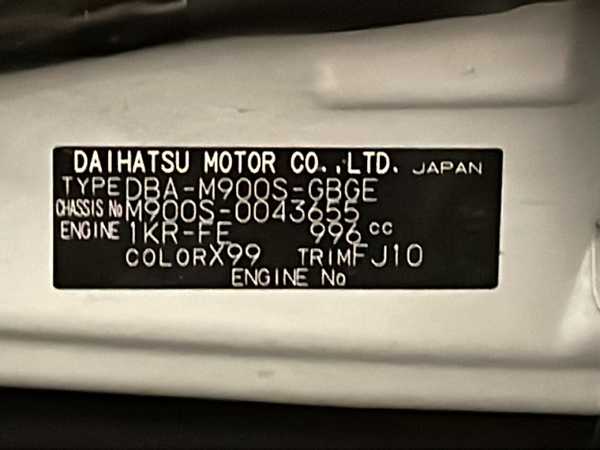 DAIHATSU MOTOR CO.,LTD. JAPAN
TYPE DBA-M900S-GBGE
CHASSIS No M900S-0043655
ENGINE 1KR-FE 996 cc
COLOR X99 TRIM FJ10
ENGINE No